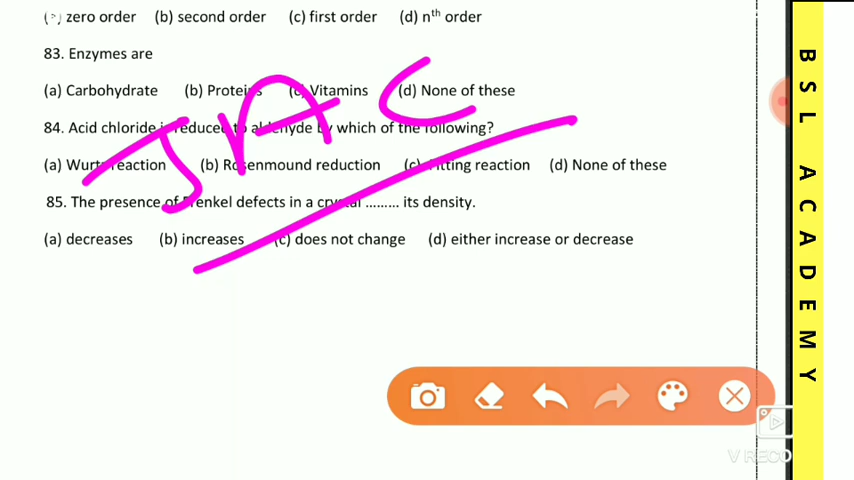 (a) zero order (b) second order (c) first order (d) nth order
83. Enzymes are
(a) Carbohydrate (b) Proteins (c) Vitamins (d) None of these
84. Acid chloride is reduced to aldehyde by which of the following?
(a) Wurtz reaction (b) Rosenmound reduction (c) Fitting reaction (d) None of these
85. The presence of Frenkel defects in a crystal ......... its density.
(a) decreases (b) increases (c) does not change (d) either increase or decrease
JAC
BSL ACADEMY
V RECO